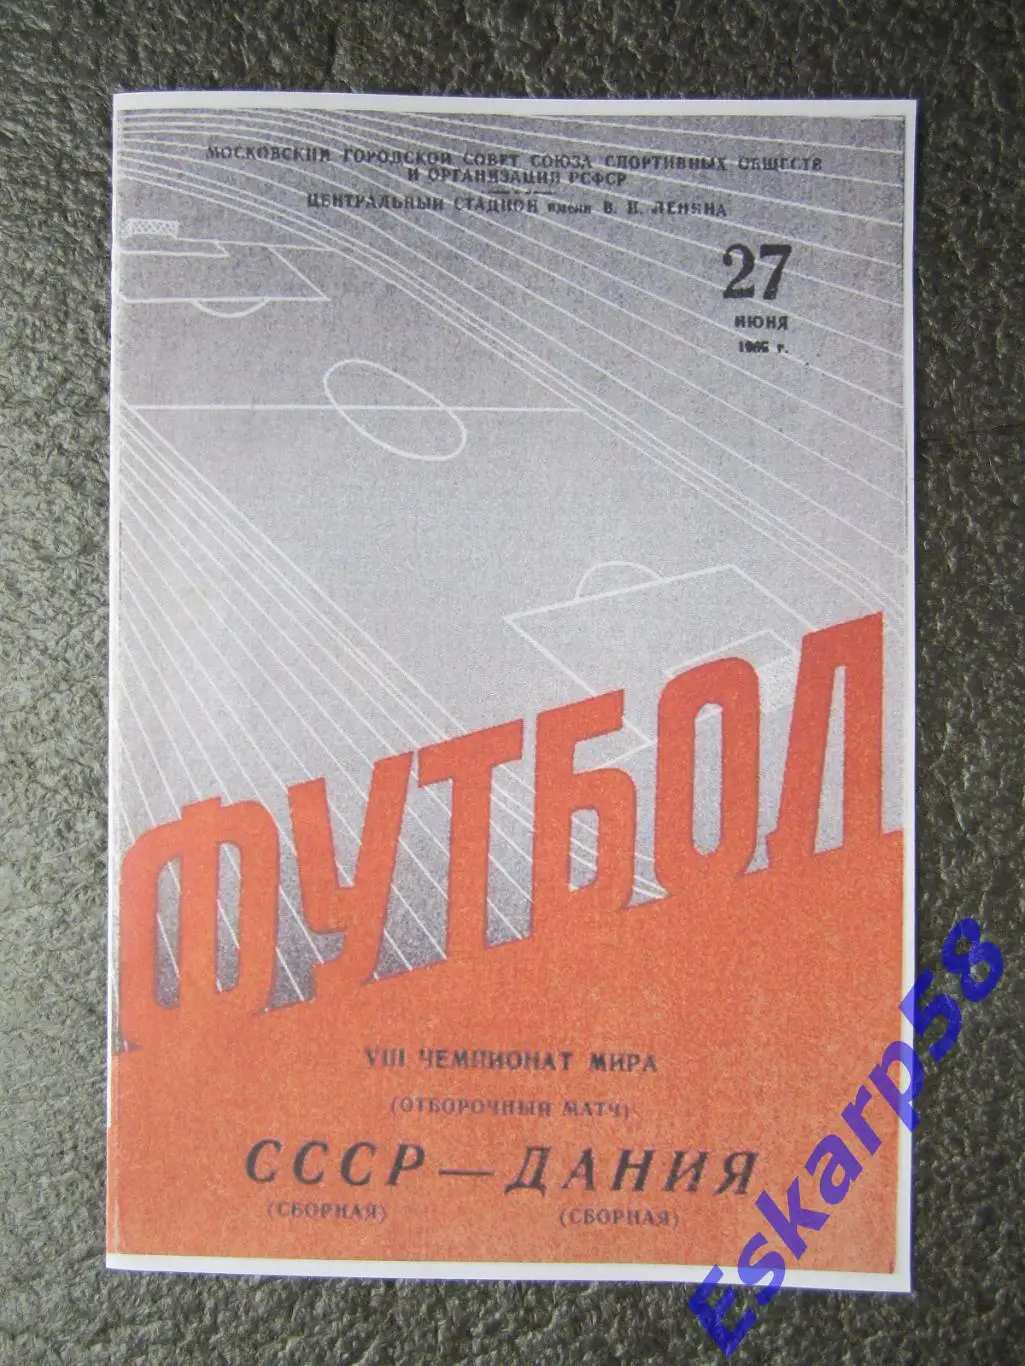 МОСКОВСКИЙ ГОРОДСКОЙ СОВЕТ СОЮЗА СПОРТИВНЫХ ОБЩЕСТВ
И ОРГАНИЗАЦИЙ РСФСР
ЦЕНТРАЛЬНЫЙ СТАДИОН имени В. И. ЛЕНИНА
27
ИЮНЯ
1965 г.
ФУТБОЛ
VIII ЧЕМПИОНАТ МИРА
(ОТБОРОЧНЫЙ МАТЧ)
СССР — ДАНИЯ
(СБОРНАЯ) (СБОРНАЯ)
Eskarp58